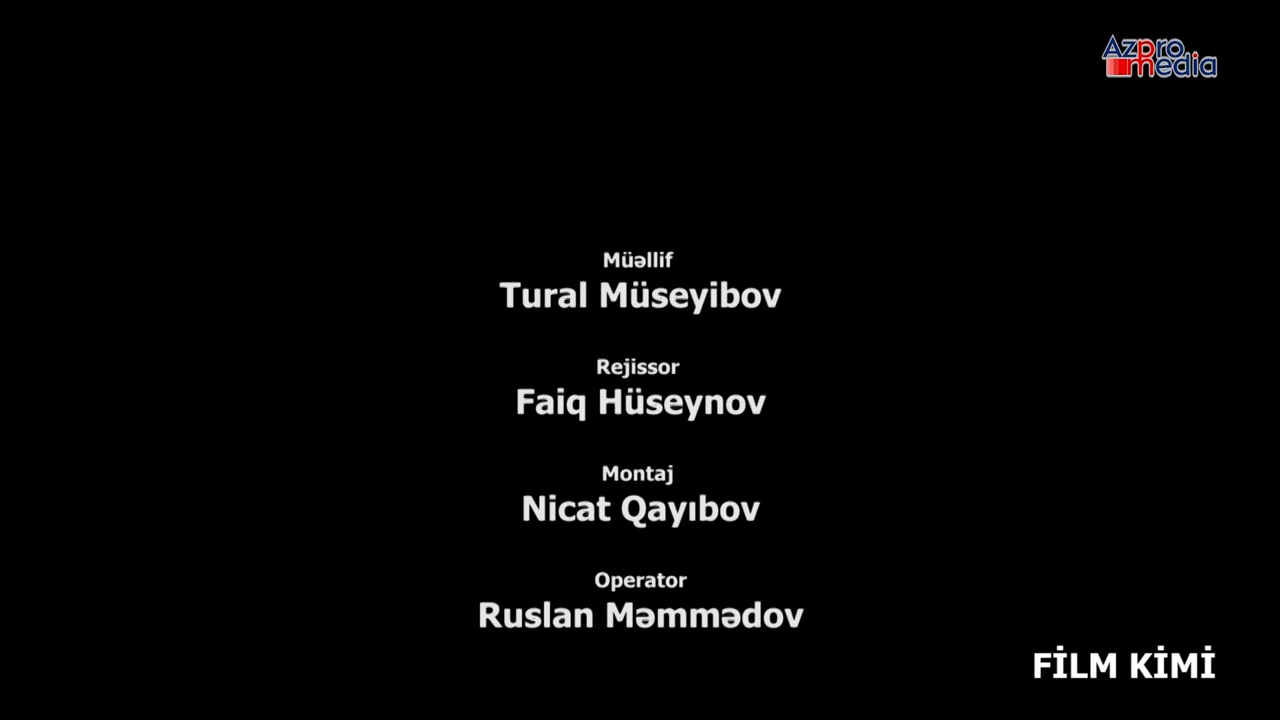 Azpro
media
Müəllif
Tural Müseyibov
Rejissor
Faiq Hüseynov
Montaj
Nicat Qayıbov
Operator
Ruslan Məmmədov
FİLM KİMİ